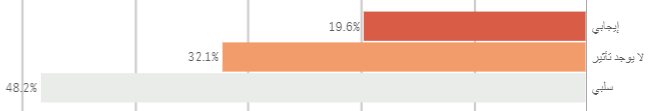 إيجابي 19.6%
لا يوجد تأثير 32.1%
سلبي 48.2%